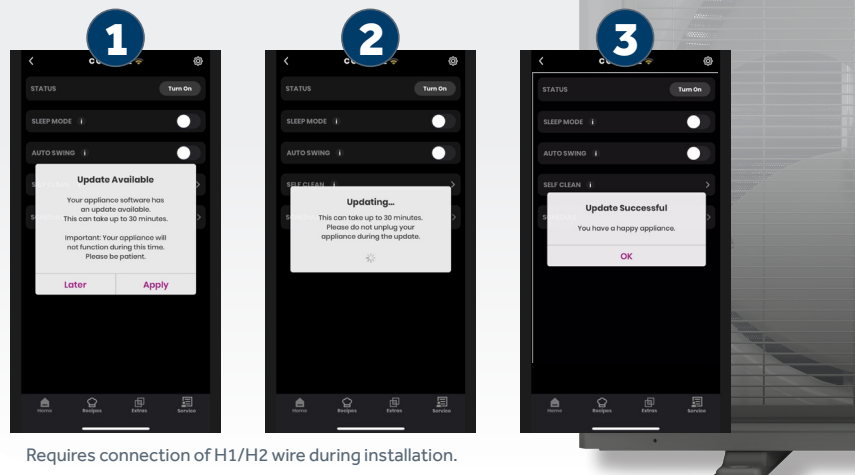 1
STATUS
Turn On
SLEEP MODE i
AUTO SWING i
Update Available
Your appliance software has
an update available.
This can take up to 30 minutes.
Important: Your appliance will
not function during this time.
Please be patient.
Later Apply
Home Recipes Extras Service
2
STATUS
Turn On
SLEEP MODE i
AUTO SWING i
SELF CLEAN i
Updating...
This can take up to 30 minutes.
Please do not unplug your
appliance during the update.
Home Recipes Extras Service
3
STATUS
Turn On
SLEEP MODE i
AUTO SWING i
SELF CLEAN i
Update Successful
You have a happy appliance.
OK
Home Recipes Extras Service
Requires connection of H1/H2 wire during installation.